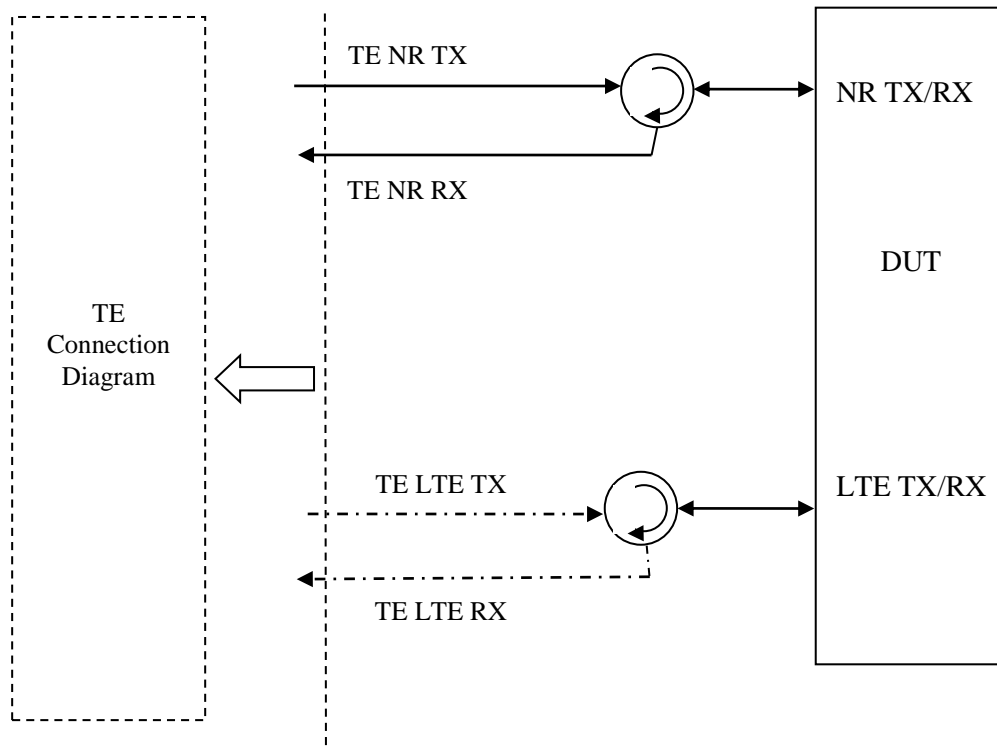 TE NR TX
NR TX/RX
TE NR RX
DUT
TE
Connection
Diagram
TE LTE TX
LTE TX/RX
TE LTE RX